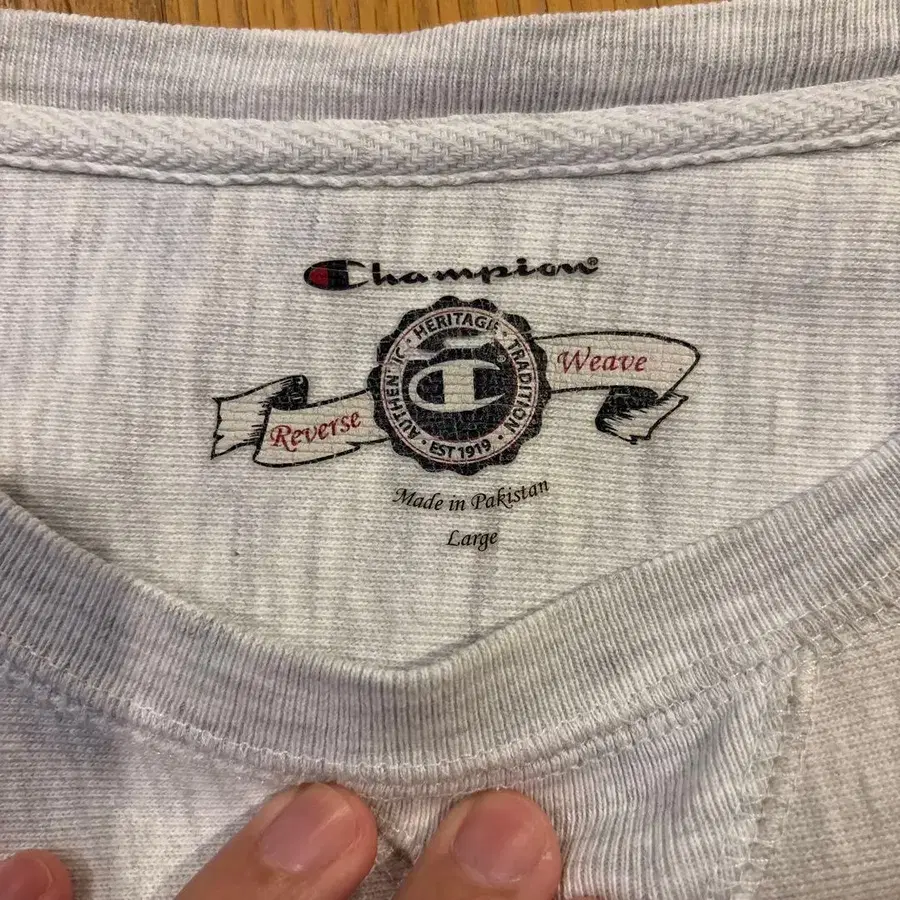 Champion®
AUTHENTIC • HERITAGE • TRADITION •
• EST 1919 •
Reverse
Weave
Made in Pakistan
Large